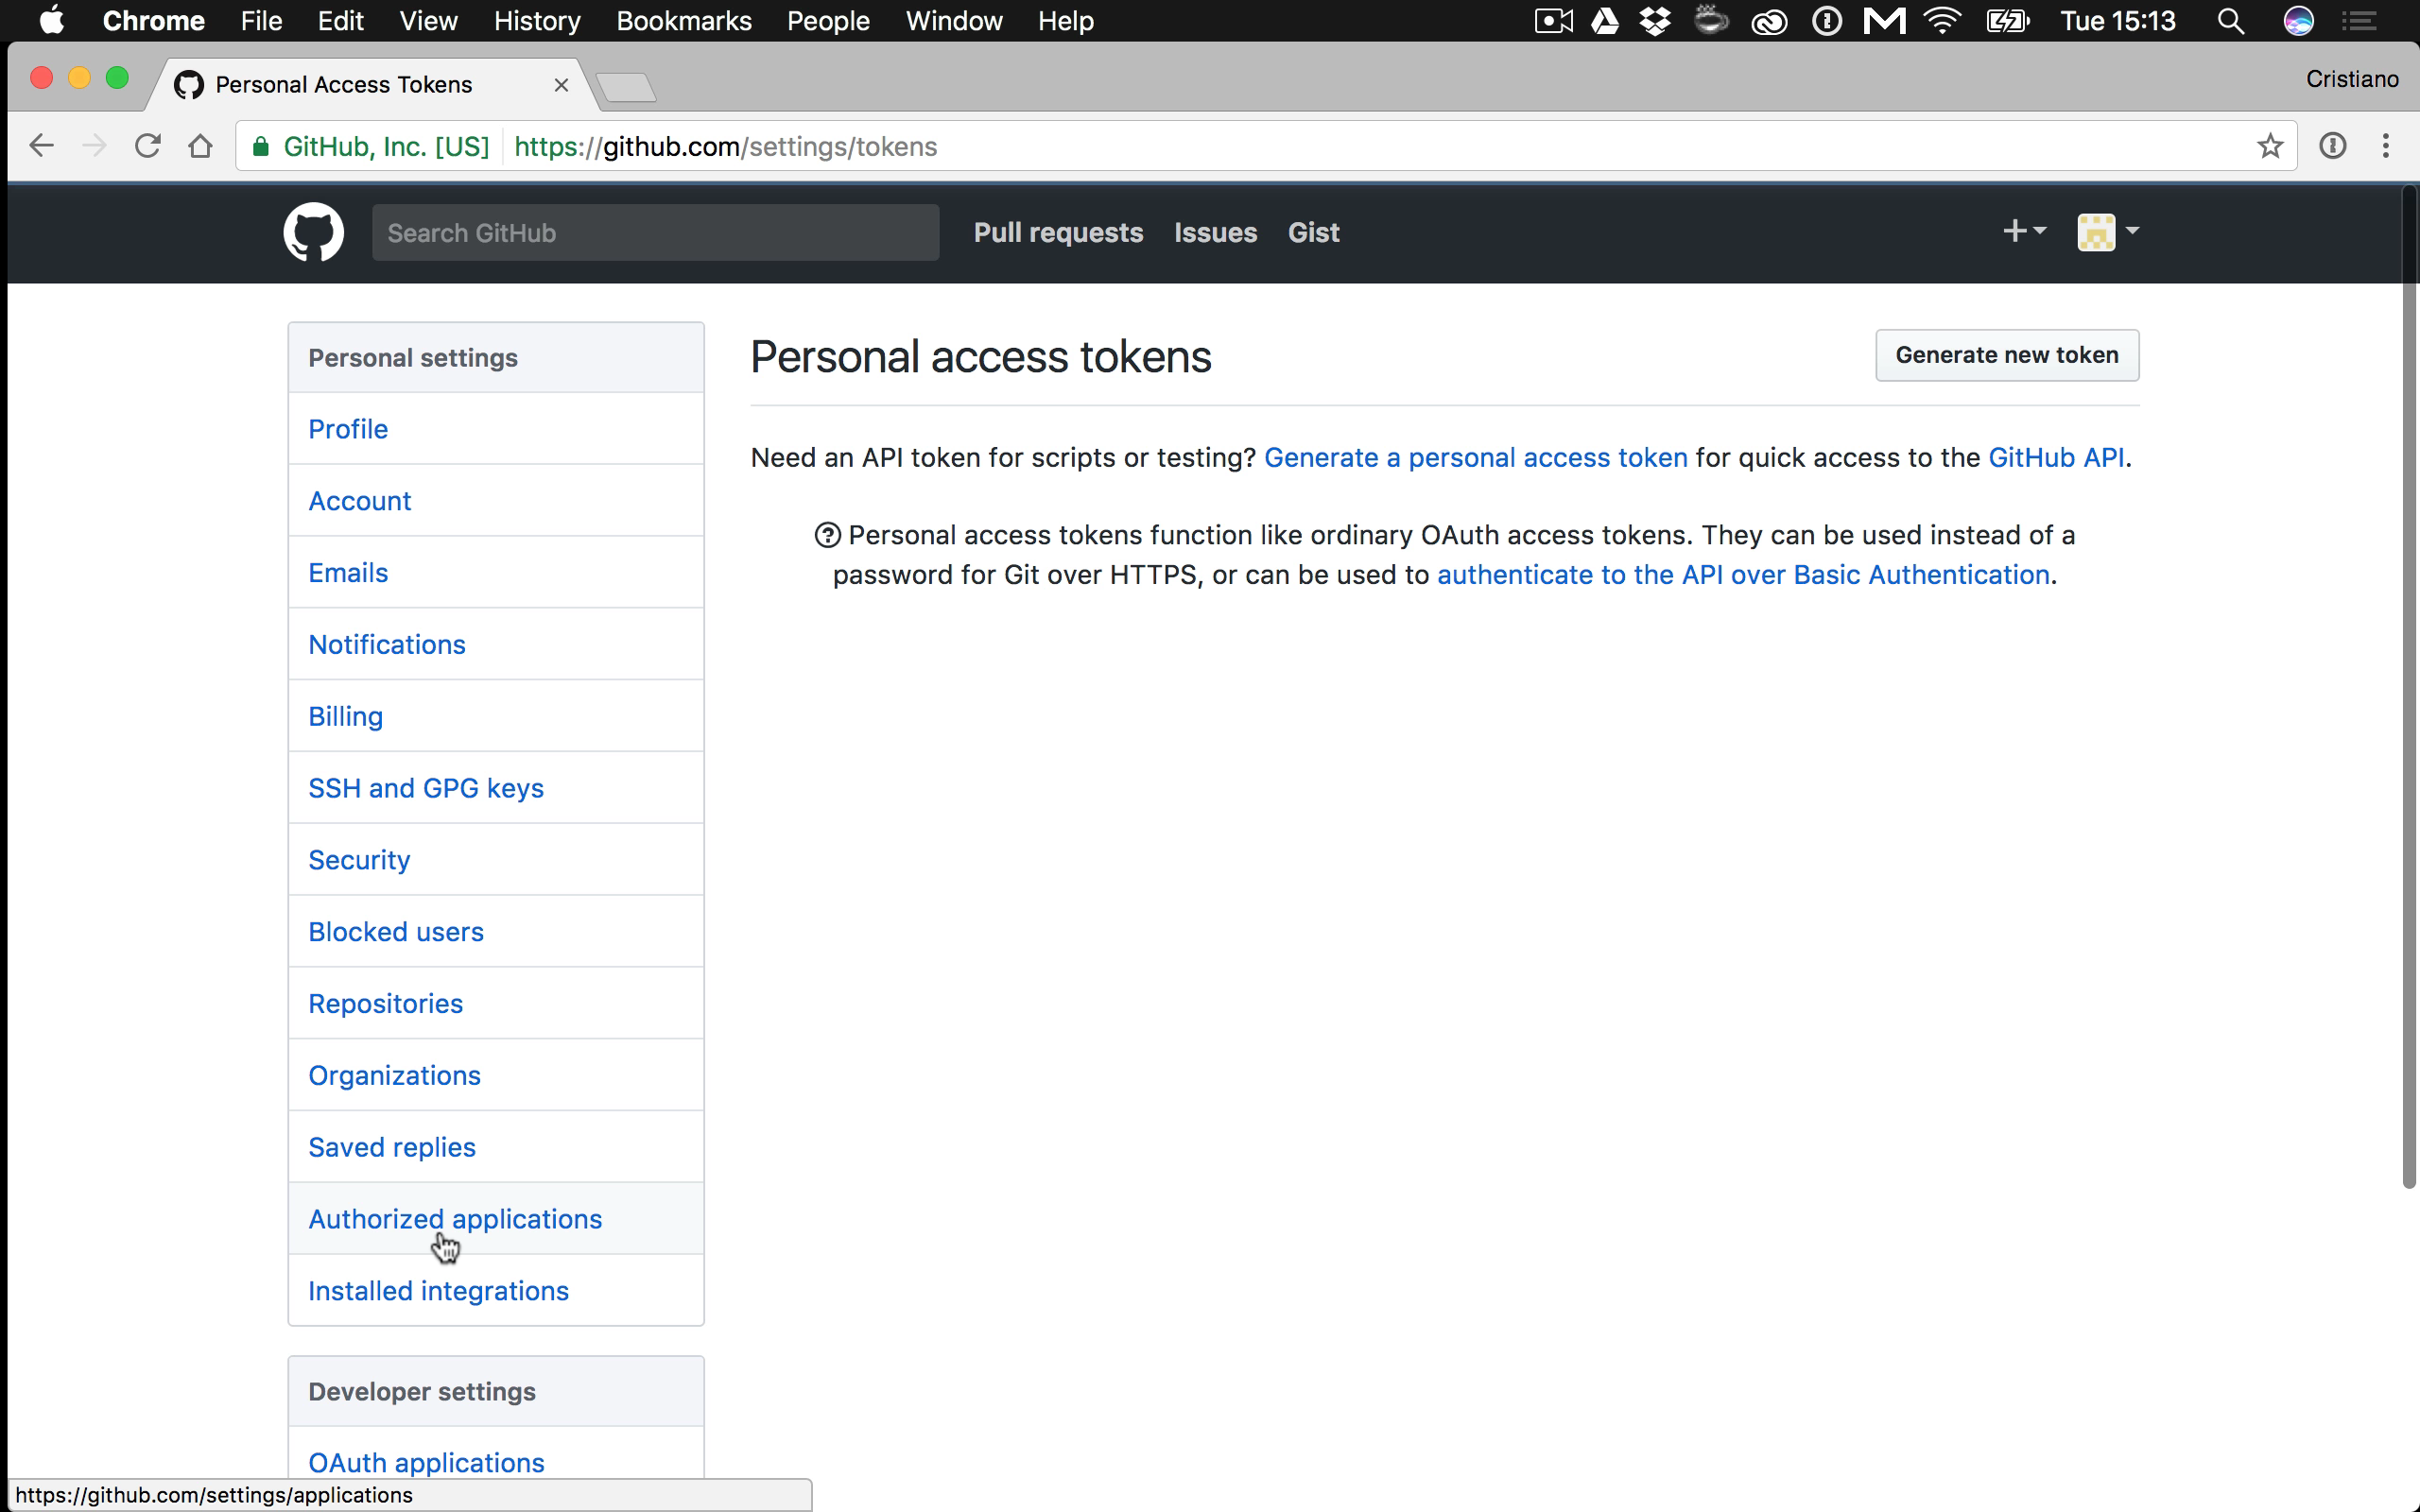 Chrome File Edit View History Bookmarks People Window Help Tue 15:13
Personal Access Tokens Cristiano
GitHub, Inc. [US] https://github.com/settings/tokens
Search GitHub Pull requests Issues Gist
Personal settings
Profile
Account
Emails
Notifications
Billing
SSH and GPG keys
Security
Blocked users
Repositories
Organizations
Saved replies
Authorized applications
Installed integrations
Developer settings
OAuth applications
Personal access tokens Generate new token
Need an API token for scripts or testing? Generate a personal access token for quick access to the GitHub API.
Personal access tokens function like ordinary OAuth access tokens. They can be used instead of a
password for Git over HTTPS, or can be used to authenticate to the API over Basic Authentication.
https://github.com/settings/applications